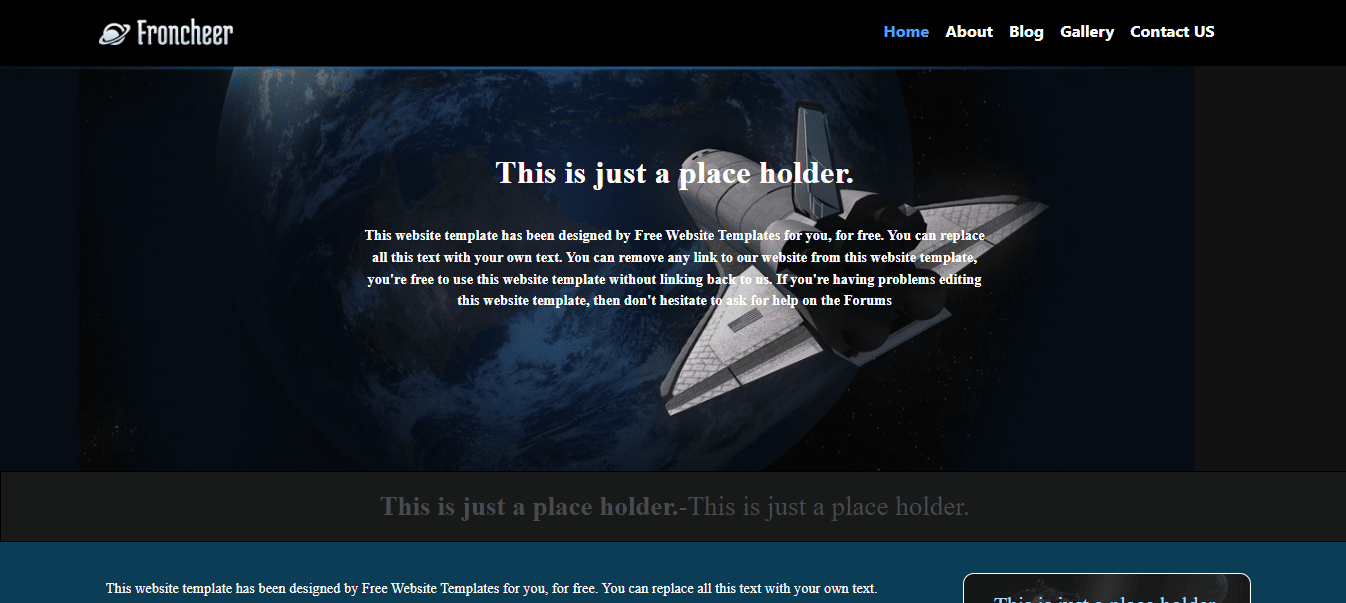 Froncheer
Home About Blog Gallery Contact US
This is just a place holder.
This website template has been designed by Free Website Templates for you, for free. You can replace
all this text with your own text. You can remove any link to our website from this website template,
you're free to use this website template without linking back to us. If you're having problems editing
this website template, then don't hesitate to ask for help on the Forums
This is just a place holder.-This is just a place holder.
This website template has been designed by Free Website Templates for you, for free. You can replace all this text with your own text.
This is just a place holder